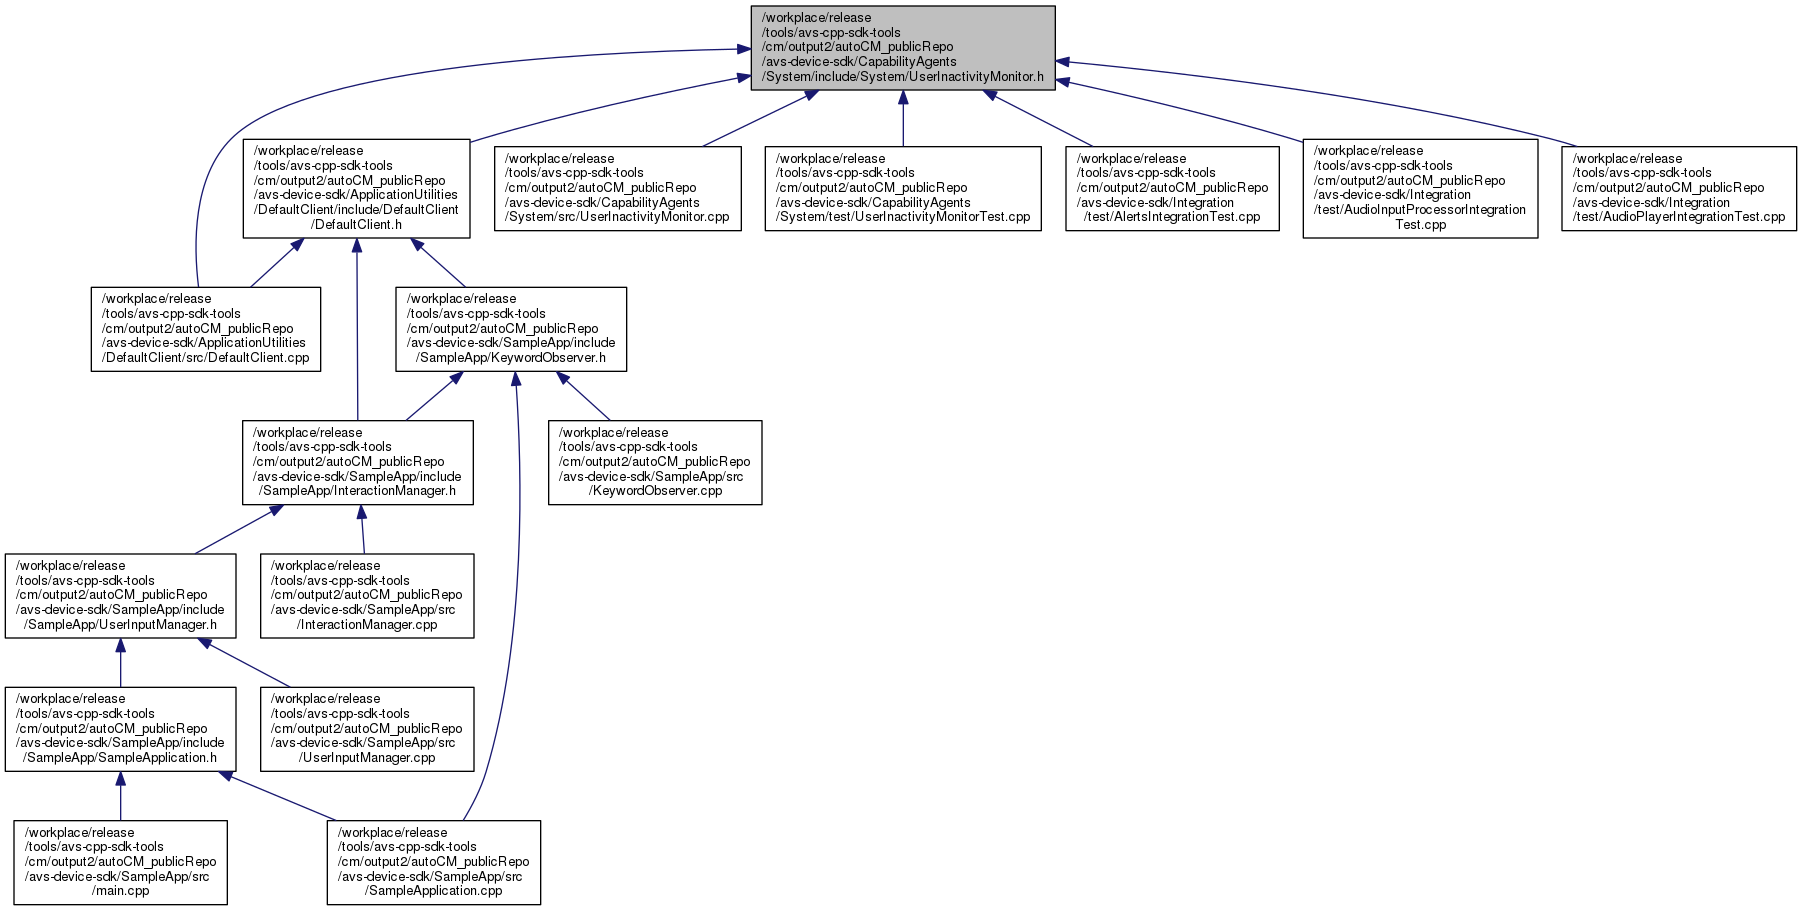 /workplace/release
/tools/avs-cpp-sdk-tools
/cm/output2/autoCM_publicRepo
/avs-device-sdk/CapabilityAgents
/System/include/System/UserInactivityMonitor.h
/workplace/release
/tools/avs-cpp-sdk-tools
/cm/output2/autoCM_publicRepo
/avs-device-sdk/ApplicationUtilities
/DefaultClient/include/DefaultClient
/DefaultClient.h
/workplace/release
/tools/avs-cpp-sdk-tools
/cm/output2/autoCM_publicRepo
/avs-device-sdk/CapabilityAgents
/System/src/UserInactivityMonitor.cpp
/workplace/release
/tools/avs-cpp-sdk-tools
/cm/output2/autoCM_publicRepo
/avs-device-sdk/CapabilityAgents
/System/test/UserInactivityMonitorTest.cpp
/workplace/release
/tools/avs-cpp-sdk-tools
/cm/output2/autoCM_publicRepo
/avs-device-sdk/Integration
/test/AlertsIntegrationTest.cpp
/workplace/release
/tools/avs-cpp-sdk-tools
/cm/output2/autoCM_publicRepo
/avs-device-sdk/Integration
/test/AudioInputProcessorIntegration
Test.cpp
/workplace/release
/tools/avs-cpp-sdk-tools
/cm/output2/autoCM_publicRepo
/avs-device-sdk/Integration
/test/AudioPlayerIntegrationTest.cpp
/workplace/release
/tools/avs-cpp-sdk-tools
/cm/output2/autoCM_publicRepo
/avs-device-sdk/ApplicationUtilities
/DefaultClient/src/DefaultClient.cpp
/workplace/release
/tools/avs-cpp-sdk-tools
/cm/output2/autoCM_publicRepo
/avs-device-sdk/SampleApp/include
/SampleApp/KeywordObserver.h
/workplace/release
/tools/avs-cpp-sdk-tools
/cm/output2/autoCM_publicRepo
/avs-device-sdk/SampleApp/include
/SampleApp/InteractionManager.h
/workplace/release
/tools/avs-cpp-sdk-tools
/cm/output2/autoCM_publicRepo
/avs-device-sdk/SampleApp/src
/KeywordObserver.cpp
/workplace/release
/tools/avs-cpp-sdk-tools
/cm/output2/autoCM_publicRepo
/avs-device-sdk/SampleApp/include
/SampleApp/UserInputManager.h
/workplace/release
/tools/avs-cpp-sdk-tools
/cm/output2/autoCM_publicRepo
/avs-device-sdk/SampleApp/src
/InteractionManager.cpp
/workplace/release
/tools/avs-cpp-sdk-tools
/cm/output2/autoCM_publicRepo
/avs-device-sdk/SampleApp/include
/SampleApp/SampleApplication.h
/workplace/release
/tools/avs-cpp-sdk-tools
/cm/output2/autoCM_publicRepo
/avs-device-sdk/SampleApp/src
/UserInputManager.cpp
/workplace/release
/tools/avs-cpp-sdk-tools
/cm/output2/autoCM_publicRepo
/avs-device-sdk/SampleApp/src
/main.cpp
/workplace/release
/tools/avs-cpp-sdk-tools
/cm/output2/autoCM_publicRepo
/avs-device-sdk/SampleApp/src
/SampleApplication.cpp